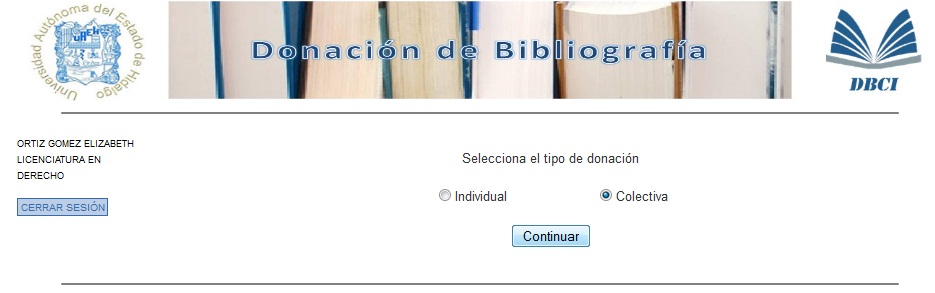 Universidad Autónoma del Estado de Hidalgo
Donación de Bibliografía
DBCI
ORTIZ GOMEZ ELIZABETH
LICENCIATURA EN
DERECHO
CERRAR SESIÓN
Selecciona el tipo de donación
Individual
Colectiva
Continuar